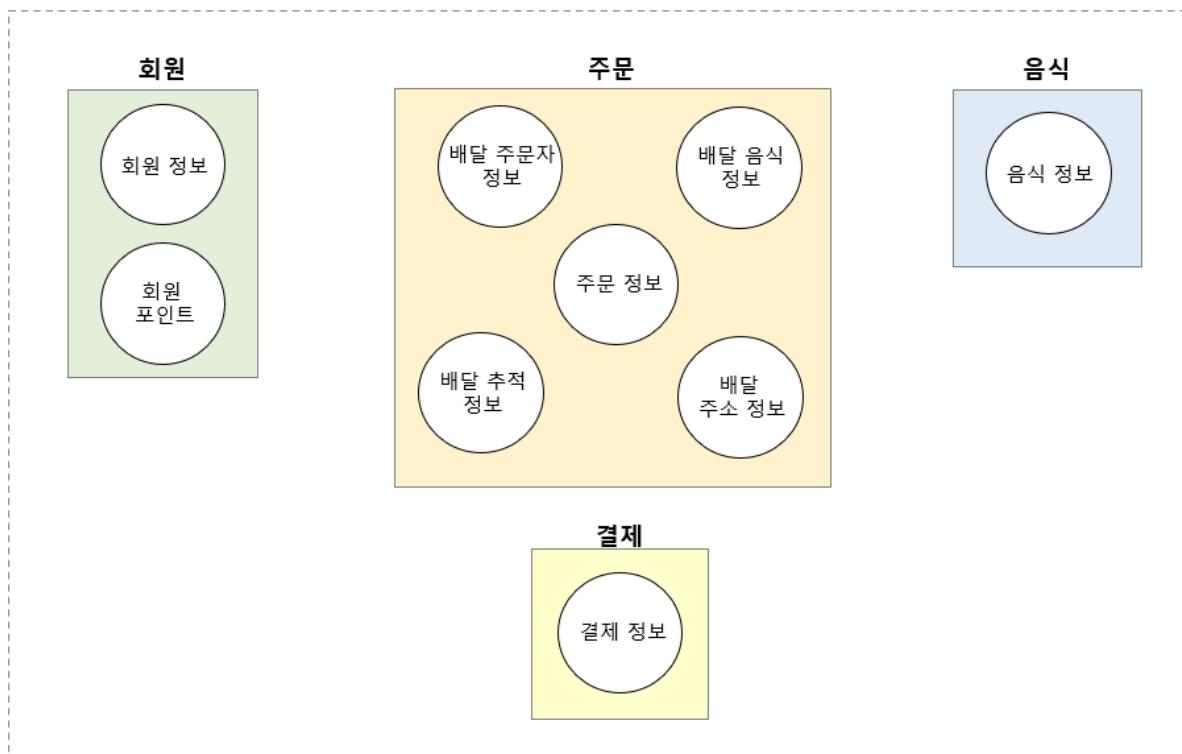 회원
회원 정보
회원
포인트
주문
배달 주문자
정보
배달 음식
정보
주문 정보
배달 추적
정보
배달
주소 정보
음식
음식 정보
결제
결제 정보